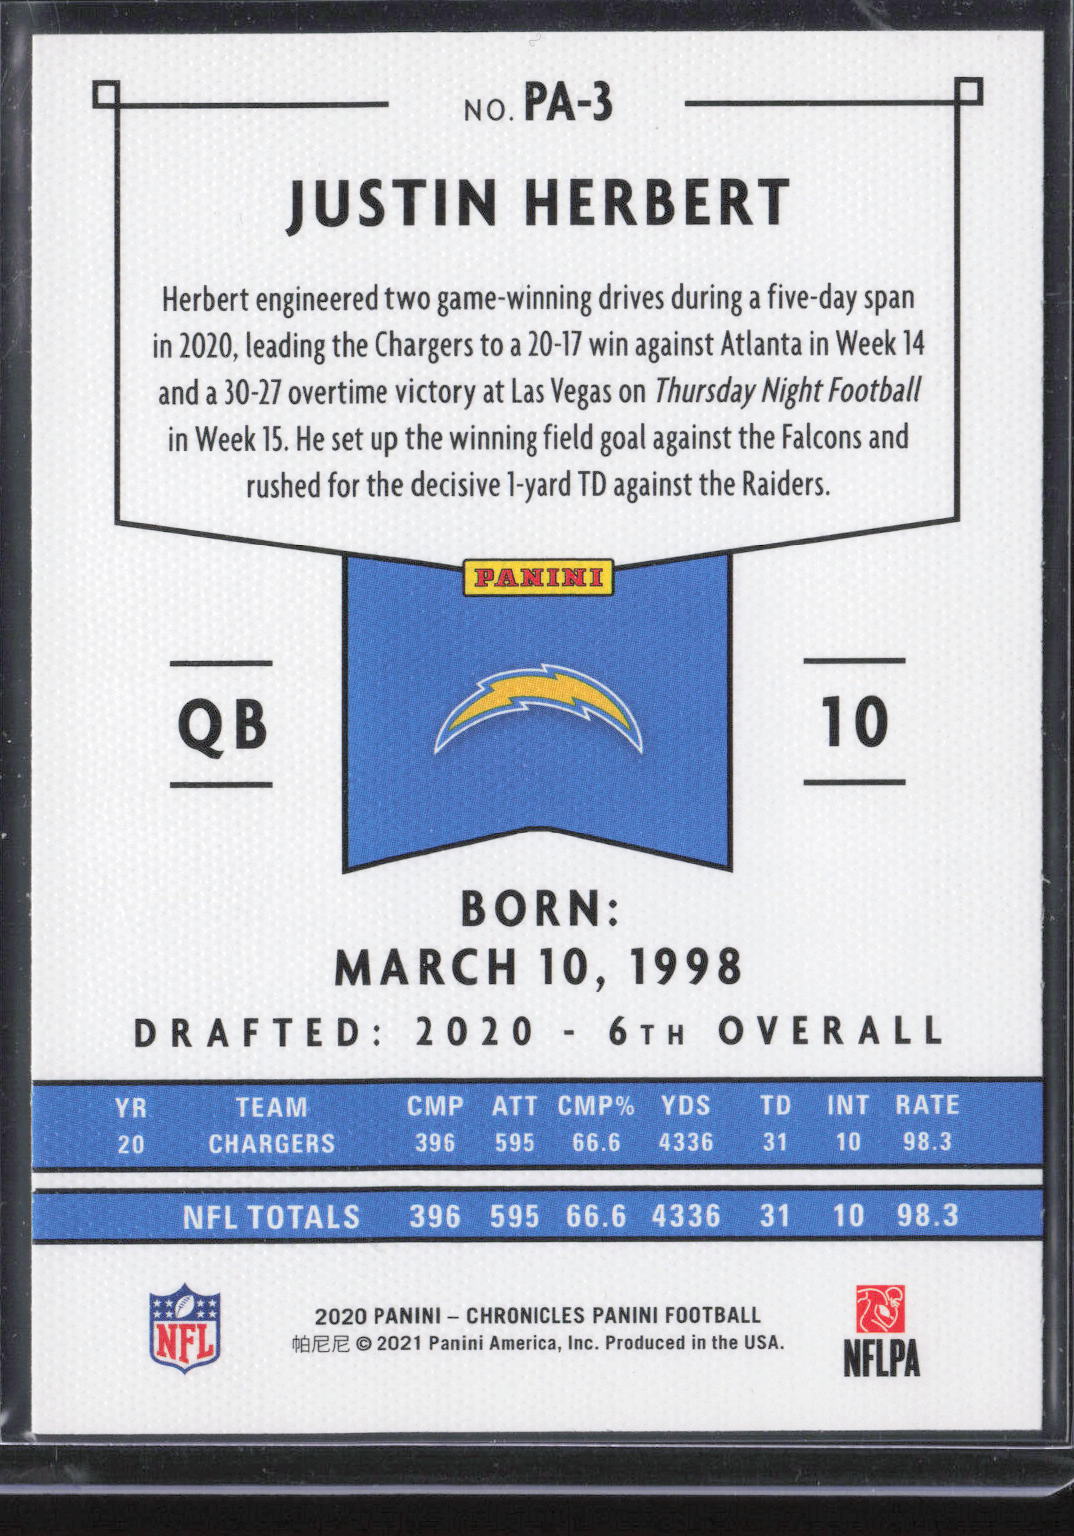 NO. PA-3
JUSTIN HERBERT
Herbert engineered two game-winning drives during a five-day span
in 2020, leading the Chargers to a 20-17 win against Atlanta in Week 14
and a 30-27 overtime victory at Las Vegas on Thursday Night Football
in Week 15. He set up the winning field goal against the Falcons and
rushed for the decisive 1-yard TD against the Raiders.
PANINI
QB
10
BORN:
MARCH 10, 1998
DRAFTED: 2020 - 6TH OVERALL
YR TEAM CMP ATT CMP% YDS TD INT RATE
20 CHARGERS 396 595 66.6 4336 31 10 98.3
NFL TOTALS 396 595 66.6 4336 31 10 98.3
NFL
2020 PANINI – CHRONICLES PANINI FOOTBALL
帕尼尼 © 2021 Panini America, Inc. Produced in the USA.
NFLPA